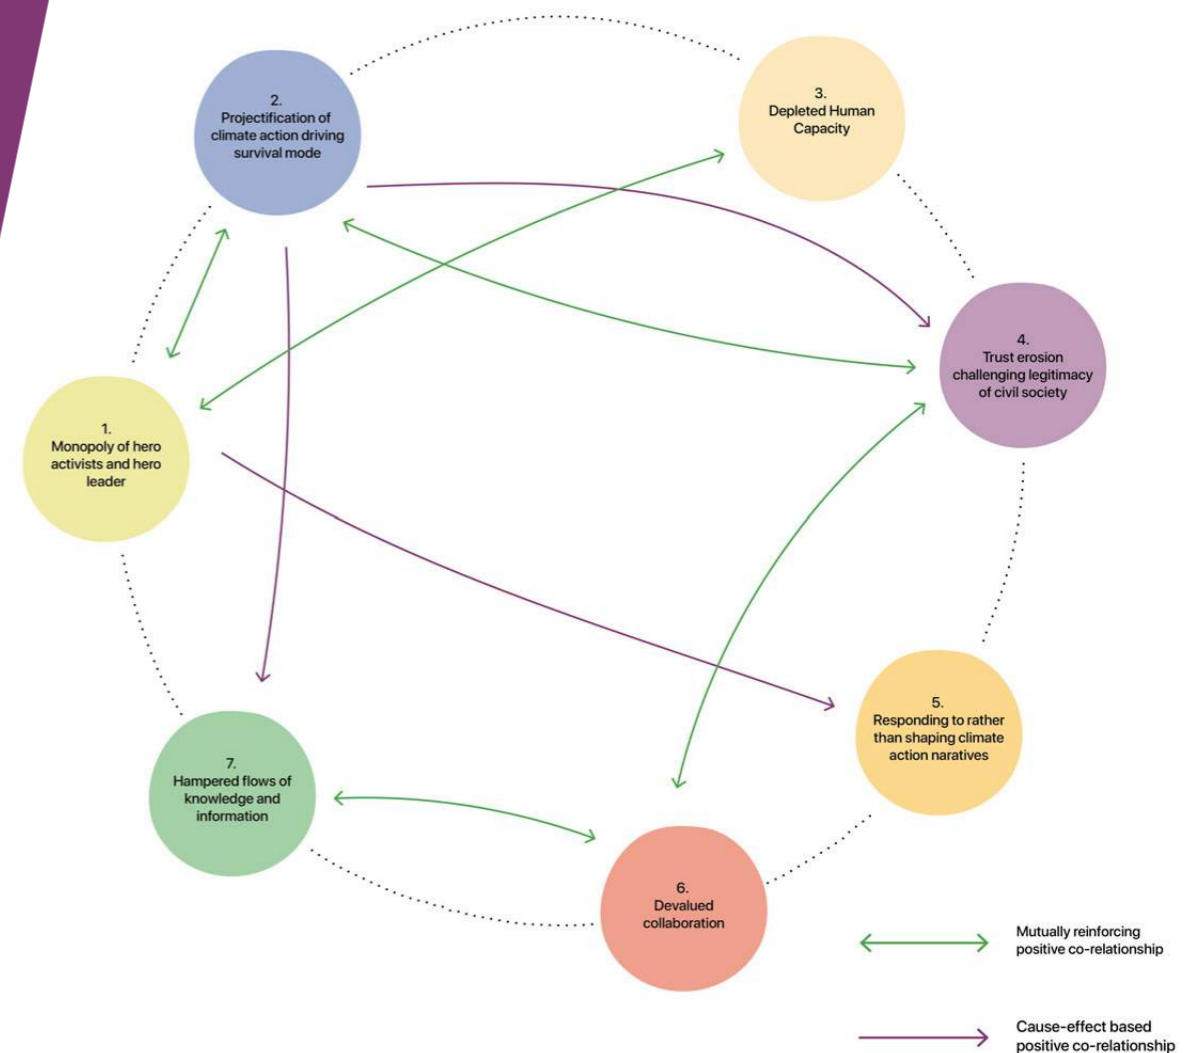 2.
Projectification of
climate action driving
survival mode
3.
Depleted Human
Capacity
4.
Trust erosion
challenging legitimacy
of civil society
1.
Monopoly of hero
activists and hero
leader
5.
Responding to rather
than shaping climate
action naratives
7.
Hampered flows of
knowledge and
information
6.
Devalued
collaboration
Mutually reinforcing
positive co-relationship
Cause-effect based
positive co-relationship